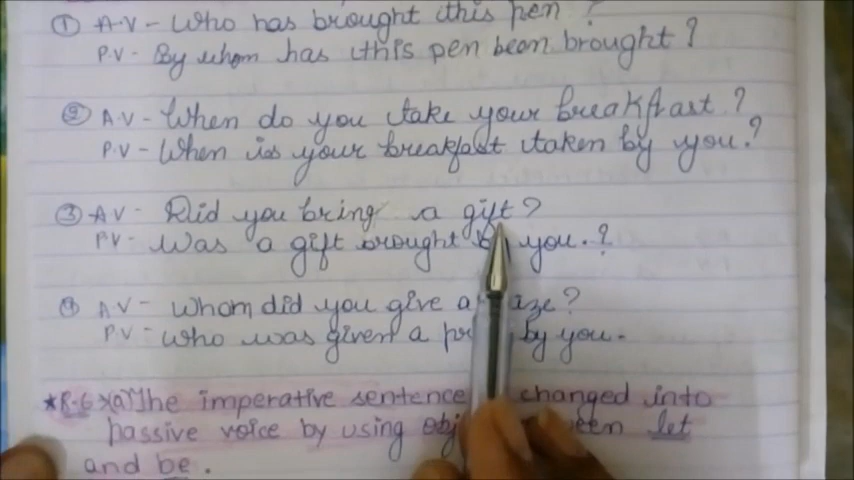 ① A.V - Who has brought this pen ?
P.V - By whom has this pen been brought ?
② A.V - When do you take your breakfast ?
P.V - When is your breakfast taken by you. ?
③ A.V - Did you bring a gift ?
P.V - Was a gift brought you. ?
④ A.V - Whom did you give a ?
P.V - Who was given a by you.
*R-6 (a) The imperative sentence changed into
passive voice by using let
and be.